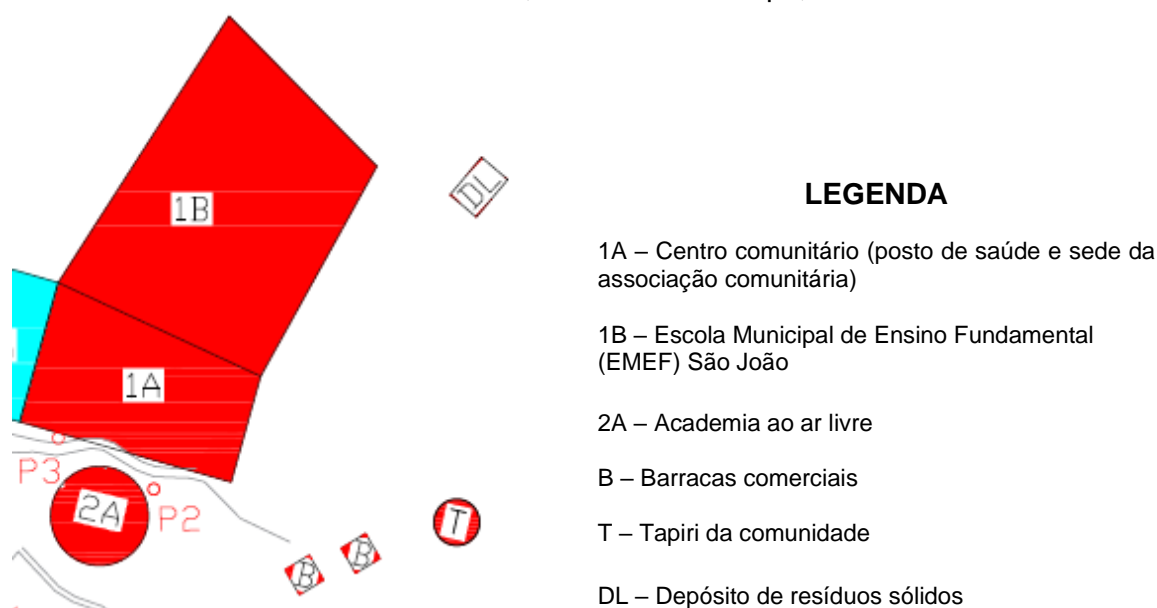 1B
DL
1A
P3
2A
P2
T
B
B
LEGENDA
1A – Centro comunitário (posto de saúde e sede da
associação comunitária)
1B – Escola Municipal de Ensino Fundamental
(EMEF) São João
2A – Academia ao ar livre
B – Barracas comerciais
T – Tapiri da comunidade
DL – Depósito de resíduos sólidos